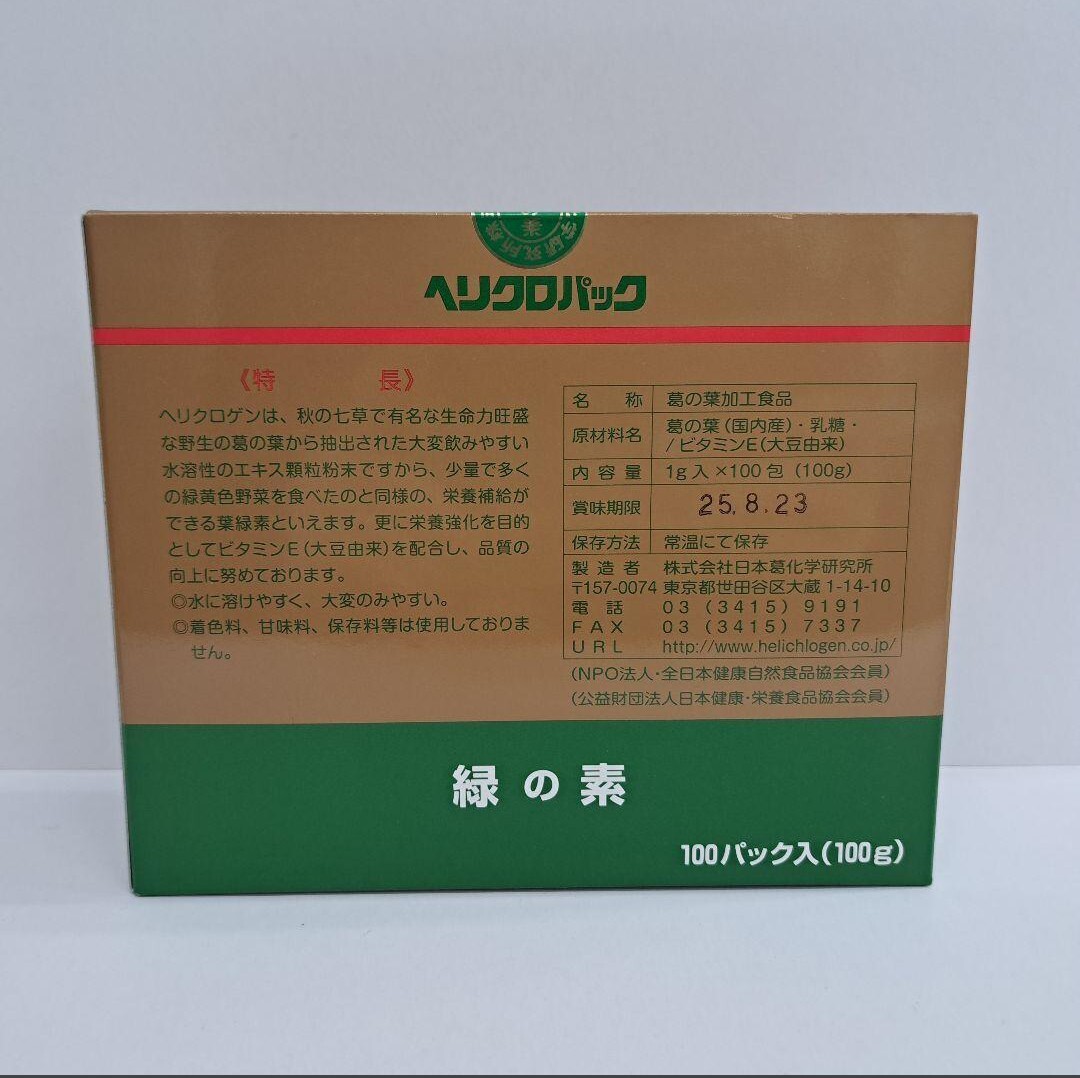 の素
学研究所緑
ヘリクロパック
《特 長》
ヘリクロゲンは、秋の七草で有名な生命力旺盛
な野生の葛の葉から抽出された大変飲みやすい
水溶性のエキス顆粒粉末ですから、少量で多く
の緑黄色野菜を食べたのと同様の、栄養補給が
できる葉緑素といえます。更に栄養強化を目的
としてビタミンE(大豆由来)を配合し、品質の
向上に努めております。
◎水に溶けやすく、大変のみやすい。
◎着色料、甘味料、保存料等は使用しておりま
せん。
名 称 葛の葉加工食品
原材料名 葛の葉(国内産)・乳糖・
/ビタミンE(大豆由来)
内容量 1g入×100包(100g)
賞味期限 25.8.23
保存方法 常温にて保存
製造者 株式会社日本葛化学研究所
〒157-0074 東京都世田谷区大蔵1-14-10
電話 03(3415)9191
FAX 03(3415)7337
URL http://www.helichlogen.co.jp/
(NPO法人・全日本健康自然食品協会会員)
(公益財団法人日本健康・栄養食品協会会員)
緑の素
100パック入(100g)